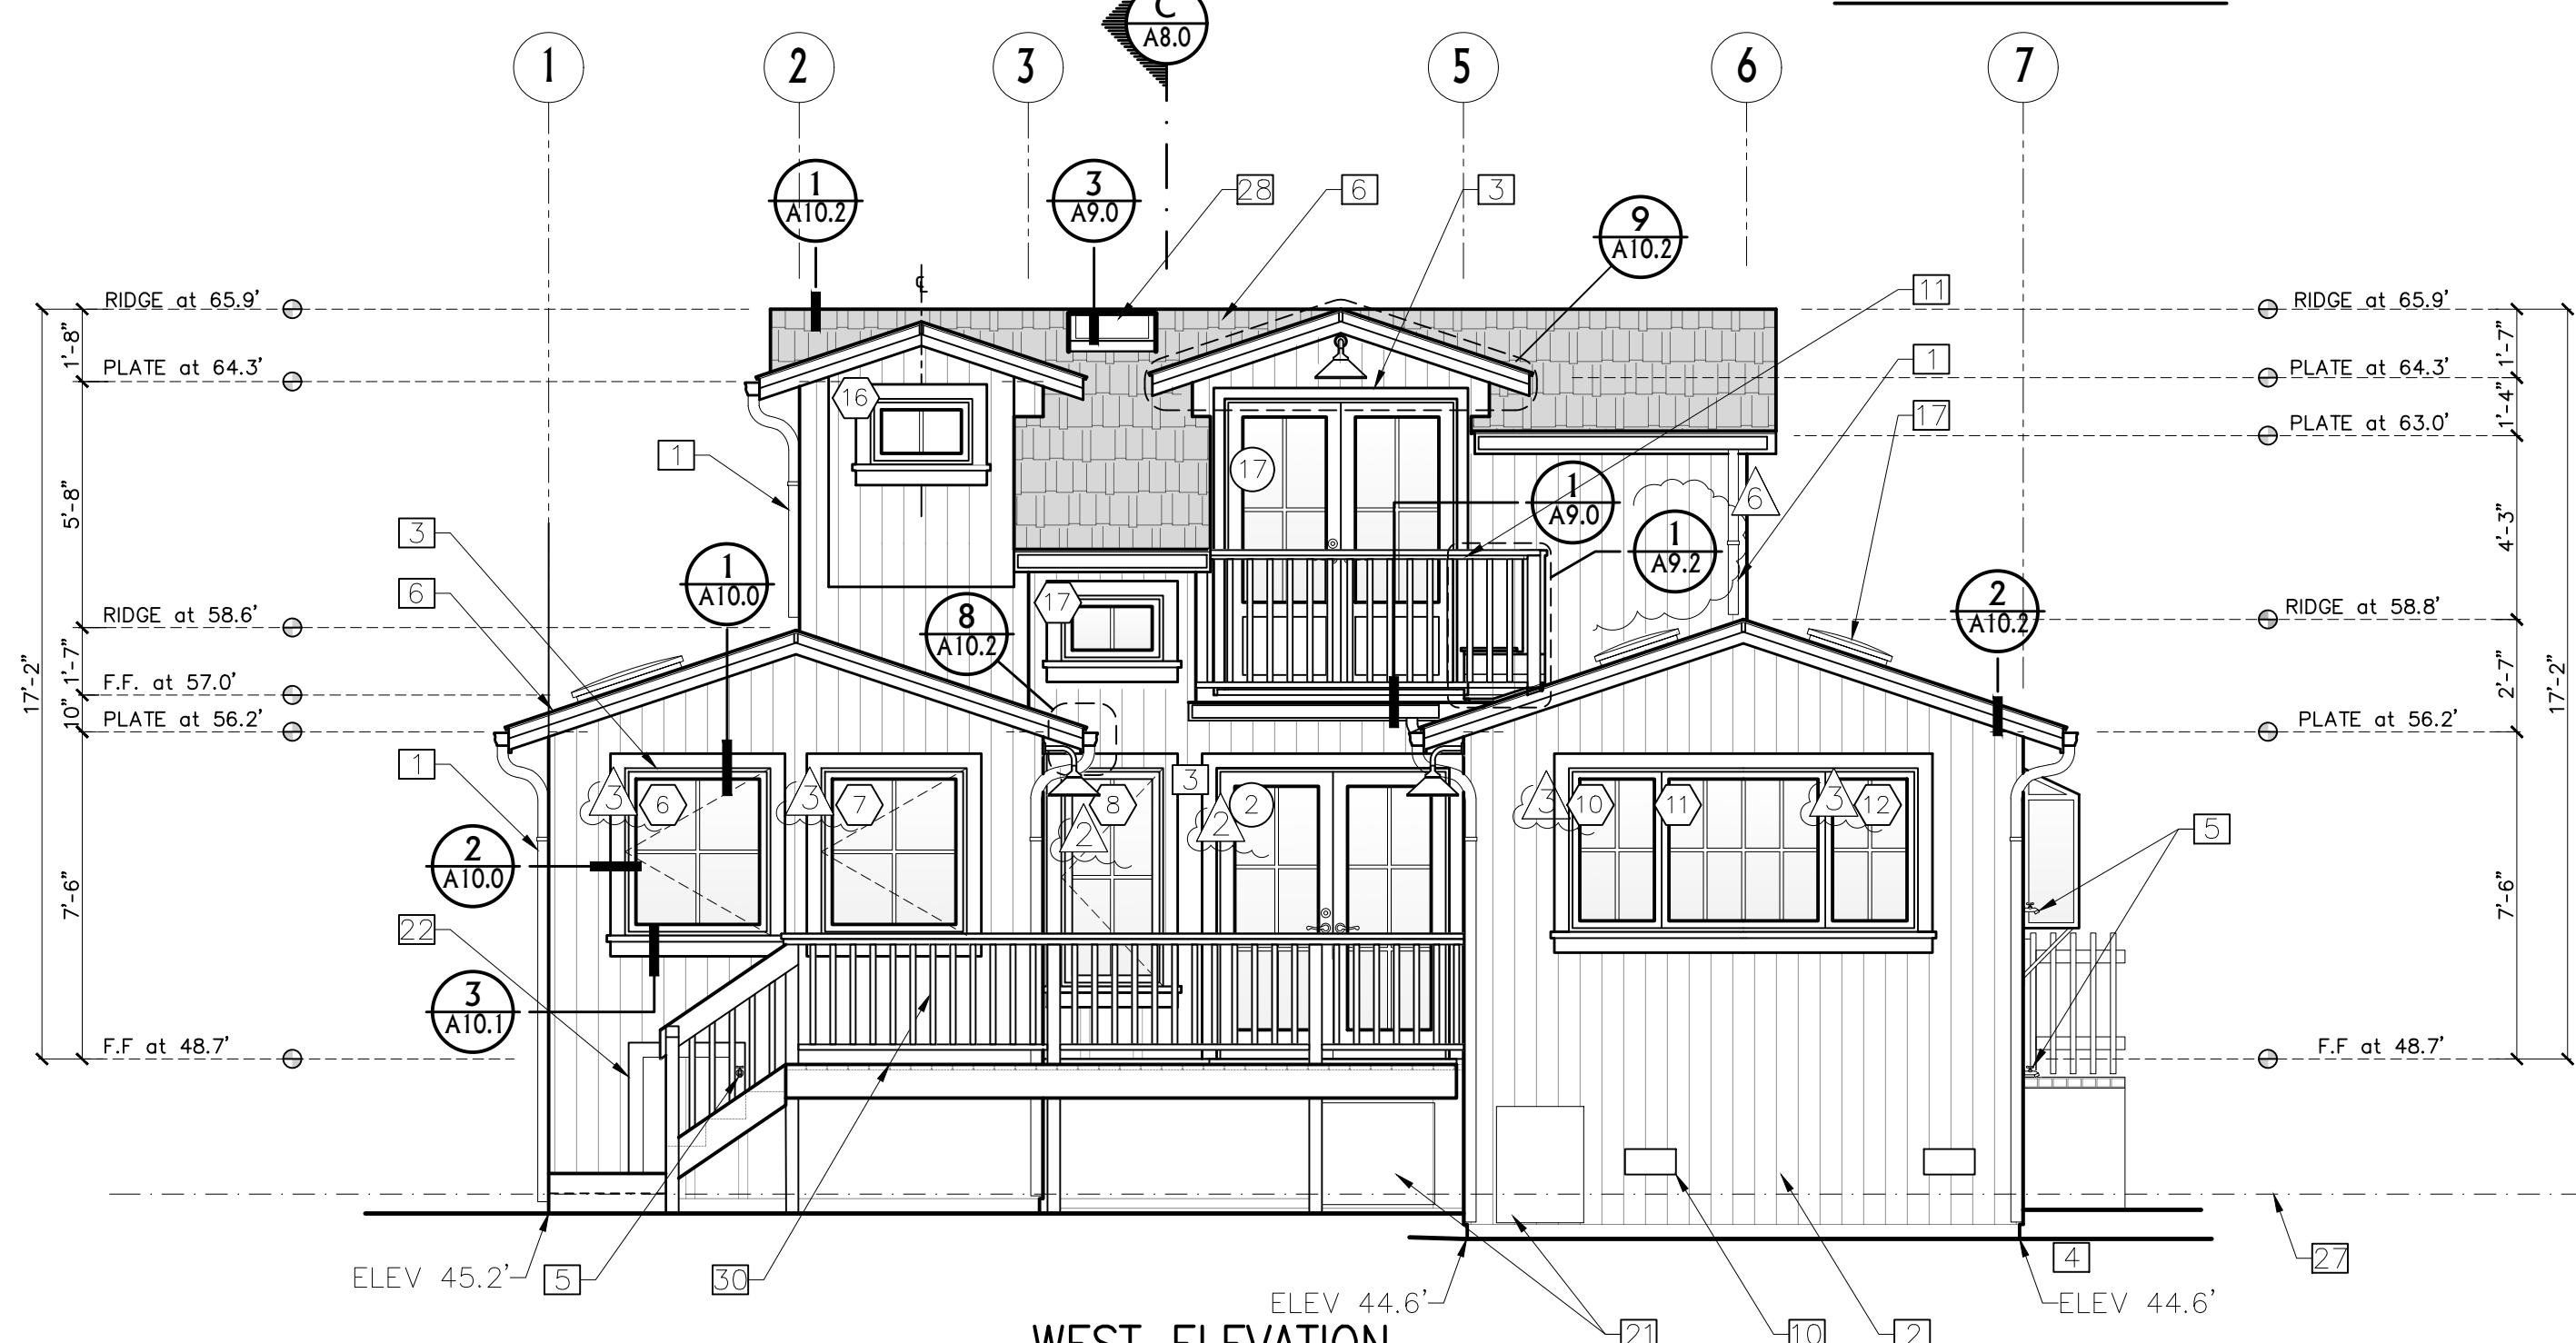 C
A8.0
1
2
3
5
6
7
1
A10.2
3
A9.0
28
6
3
9
A10.2
11
℄
RIDGE at 65.9'
RIDGE at 65.9'
1'-8"
1'-7"
PLATE at 64.3'
PLATE at 64.3'
1
17
16
1'-4"
PLATE at 63.0'
1
17
1
A9.0
6
5'-8"
4'-3"
3
1
A10.0
1
A9.2
6
17
8
A10.2
2
A10.2
RIDGE at 58.6'
RIDGE at 58.8'
17'-2"
1'-7"
2'-7"
17'-2"
F.F. at 57.0'
10"
PLATE at 56.2'
PLATE at 56.2'
1
3
3
6
3
7
2
8
2
2
3
10
11
3
12
5
2
A10.0
7'-6"
7'-6"
22
3
A10.1
F.F at 48.7'
F.F at 48.7'
ELEV 45.2'
5
30
4
27
ELEV 44.6'
ELEV 44.6'
WEST ELEVATION
21
10
2